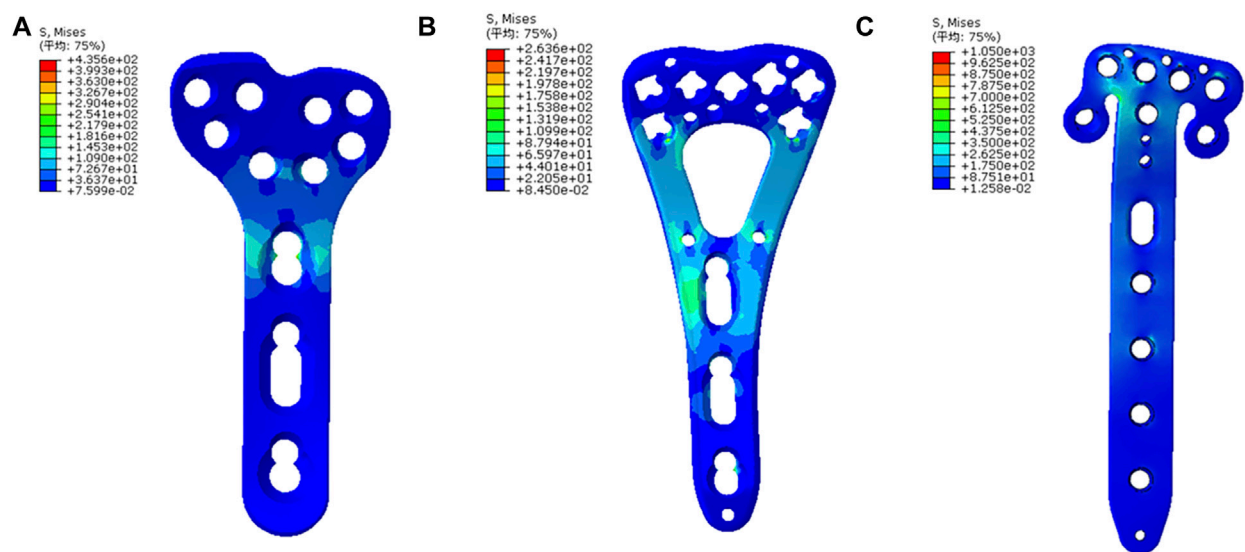 A
S, Mises
(平均: 75%)
+4.356e+02
+3.993e+02
+3.630e+02
+3.267e+02
+2.904e+02
+2.541e+02
+2.179e+02
+1.816e+02
+1.453e+02
+1.090e+02
+7.267e+01
+3.637e+01
+7.599e-02
B
S, Mises
(平均: 75%)
+2.636e+02
+2.417e+02
+2.197e+02
+1.978e+02
+1.758e+02
+1.538e+02
+1.319e+02
+1.099e+02
+8.794e+01
+6.597e+01
+4.401e+01
+2.205e+01
+8.450e-02
C
S, Mises
(平均: 75%)
+1.050e+03
+9.625e+02
+8.750e+02
+7.875e+02
+7.000e+02
+6.125e+02
+5.250e+02
+4.375e+02
+3.500e+02
+2.625e+02
+1.750e+02
+8.751e+01
+1.258e-02